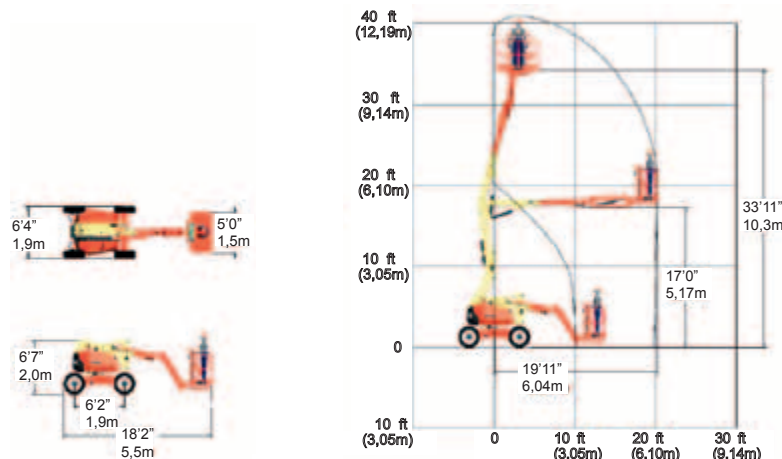 6'4"
1,9m
5'0"
1,5m
6'7"
2,0m
6'2"
1,9m
18'2"
5,5m
40 ft
(12,19m)
30 ft
(9,14m)
20 ft
(6,10m)
10 ft
(3,05m)
0
10 ft
(3,05m)
33'11"
10,3m
17'0"
5,17m
19'11"
6,04m
0
10 ft
(3,05m)
20 ft
(6,10m)
30 ft
(9,14m)